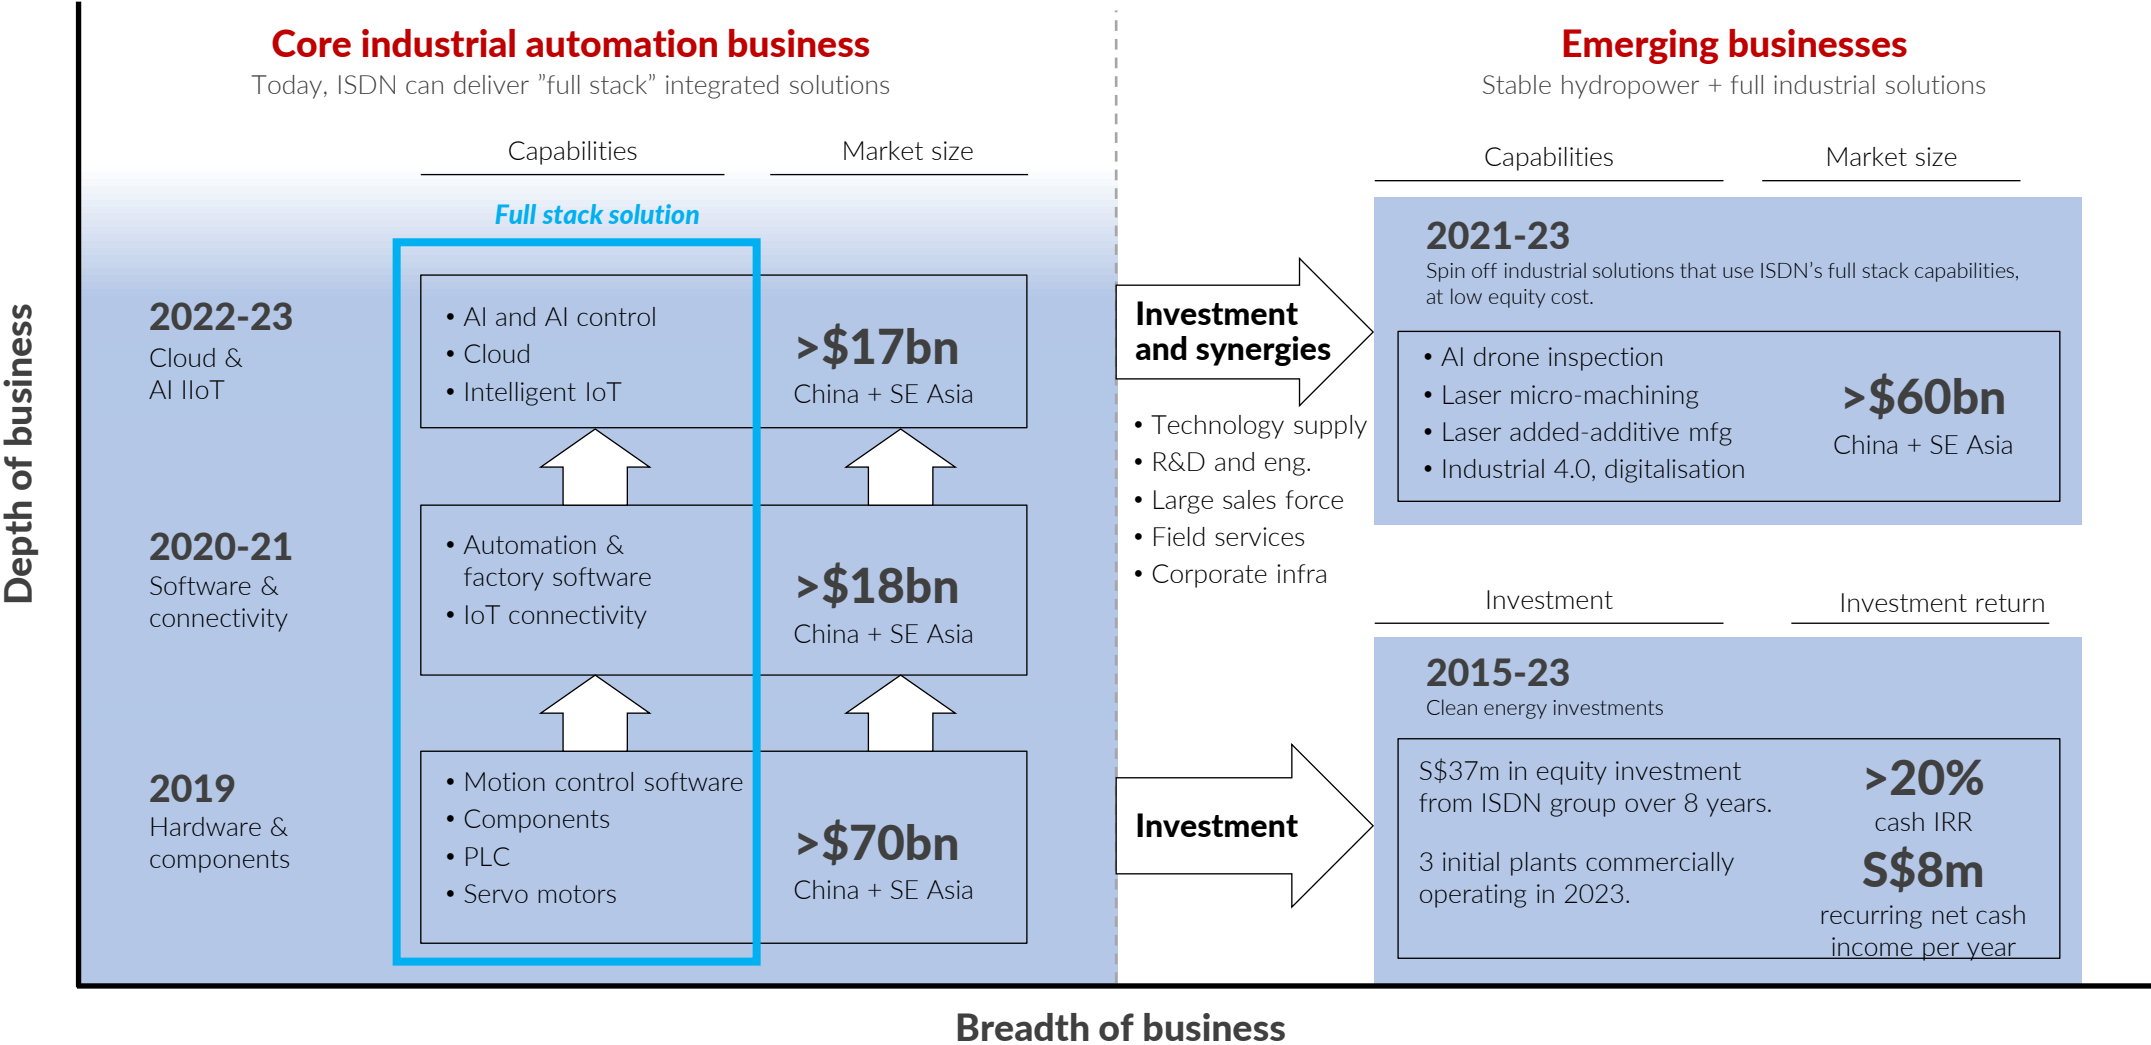 Core industrial automation business
Today, ISDN can deliver ”full stack” integrated solutions
Capabilities
Market size
Full stack solution
2022-23
Cloud &
AI IIoT
• AI and AI control
• Cloud
• Intelligent IoT
>$17bn
China + SE Asia
2020-21
Software &
connectivity
• Automation &
factory software
• IoT connectivity
>$18bn
China + SE Asia
2019
Hardware &
components
• Motion control software
• Components
• PLC
• Servo motors
>$70bn
China + SE Asia
Investment
and synergies
• Technology supply
• R&D and eng.
• Large sales force
• Field services
• Corporate infra
Investment
Emerging businesses
Stable hydropower + full industrial solutions
Capabilities
Market size
2021-23
Spin off industrial solutions that use ISDN’s full stack capabilities,
at low equity cost.
• AI drone inspection
• Laser micro-machining
• Laser added-additive mfg
• Industrial 4.0, digitalisation
>$60bn
China + SE Asia
Investment
Investment return
2015-23
Clean energy investments
S$37m in equity investment
from ISDN group over 8 years.
3 initial plants commercially
operating in 2023.
>20%
cash IRR
S$8m
recurring net cash
income per year
Depth of business
Breadth of business